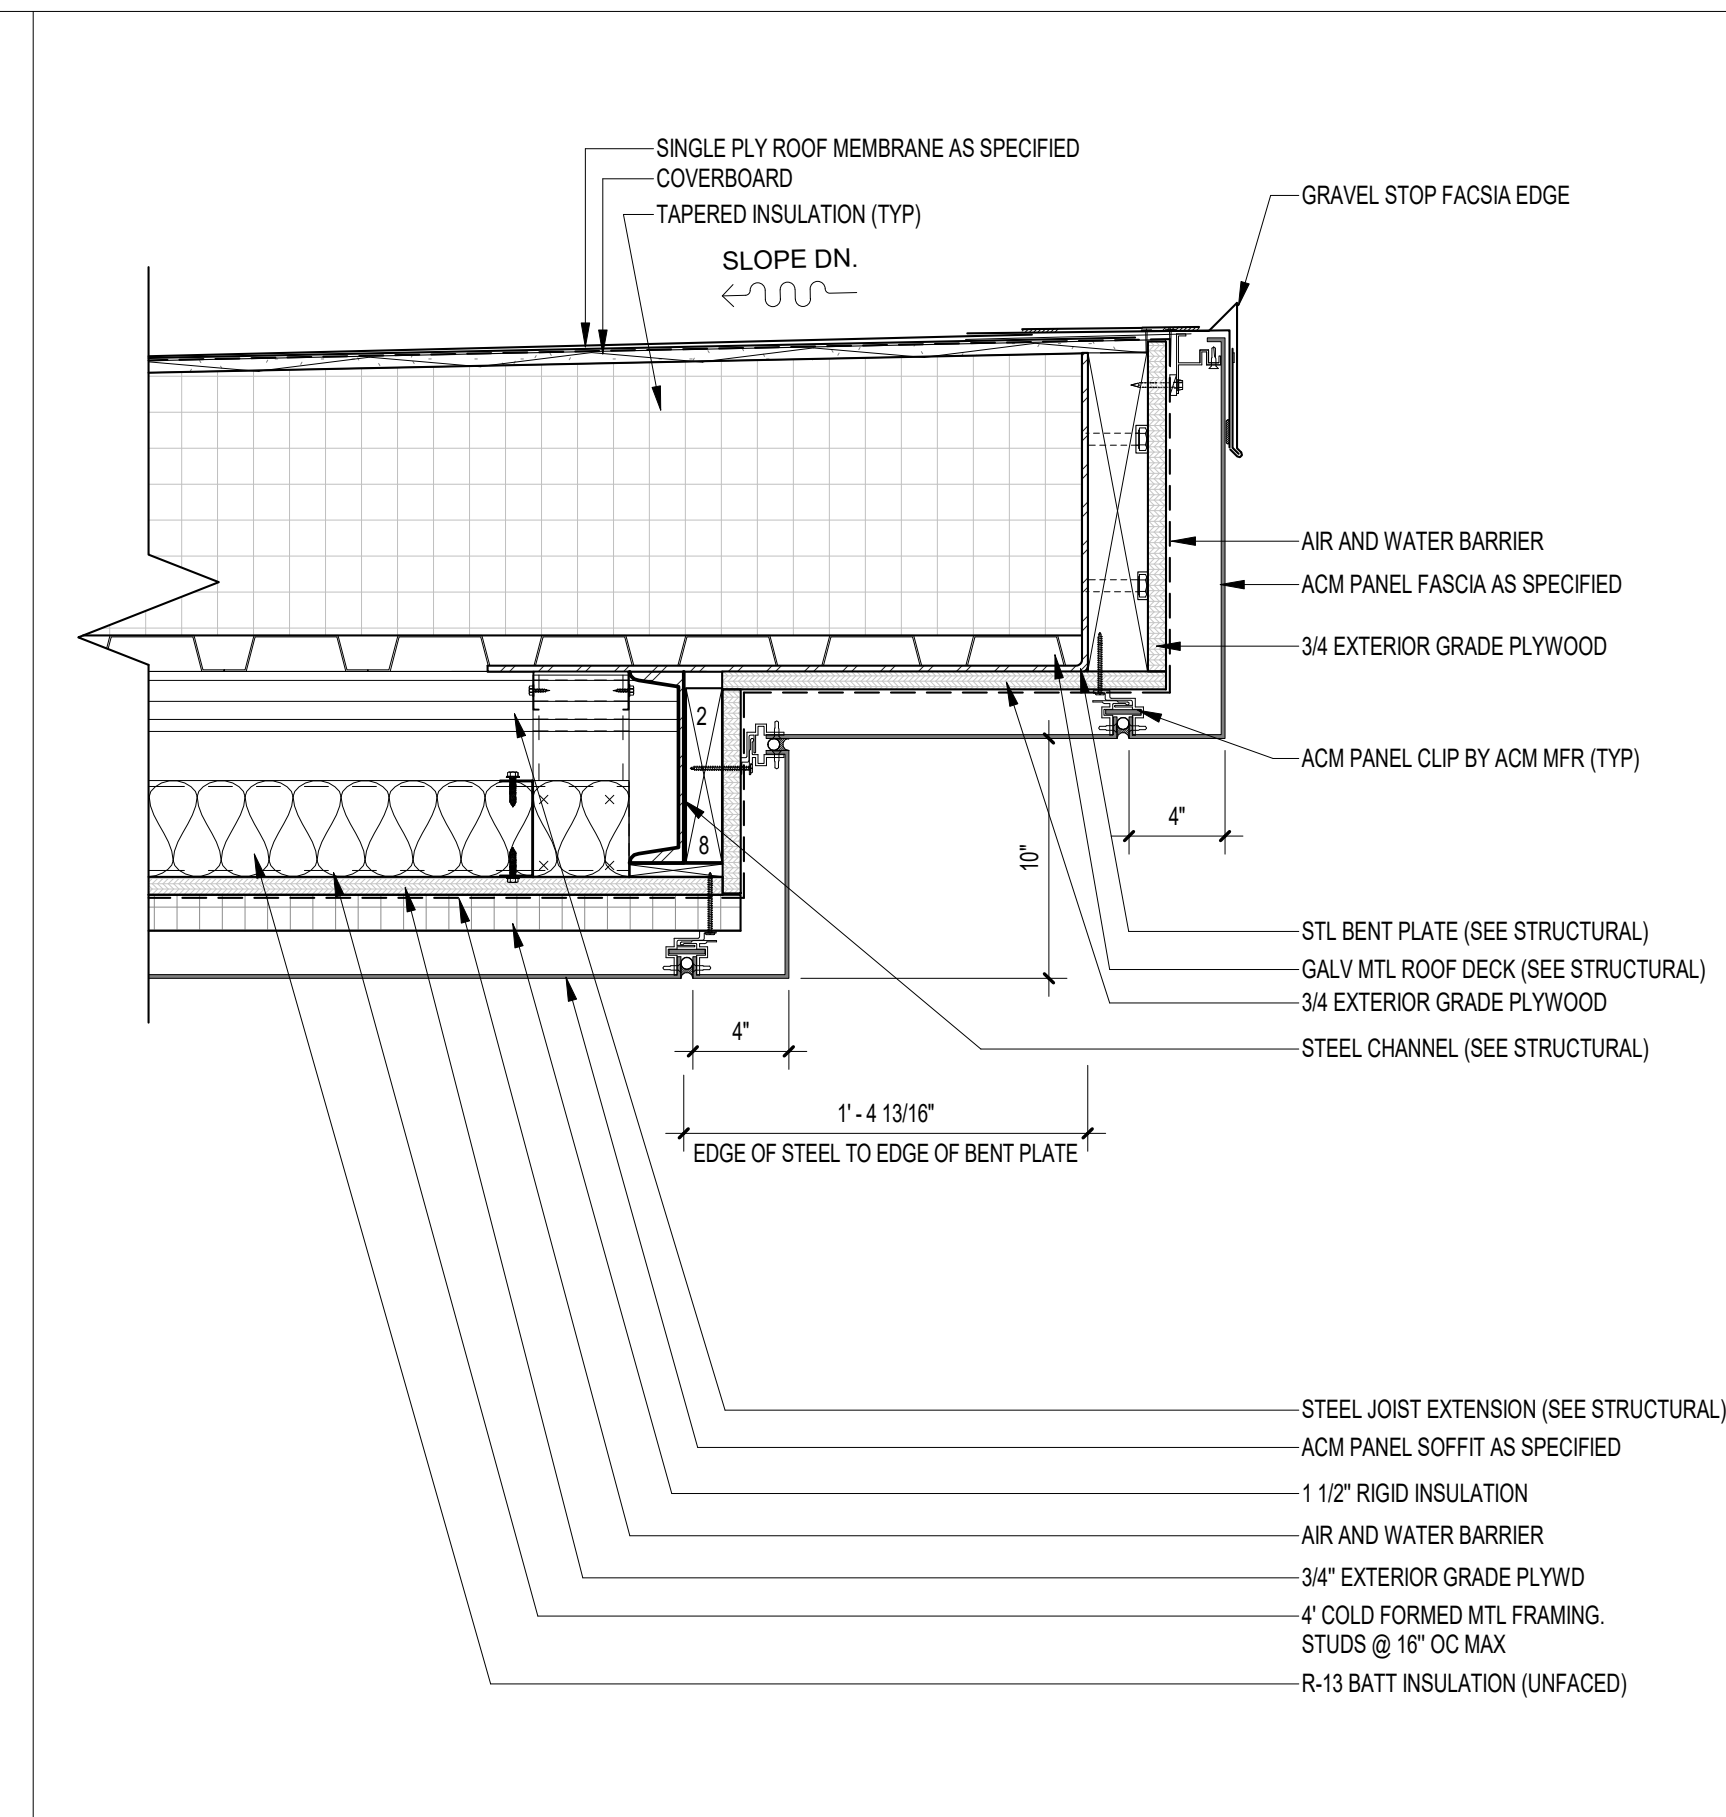 SINGLE PLY ROOF MEMBRANE AS SPECIFIED
COVERBOARD
TAPERED INSULATION (TYP)
SLOPE DN.
GRAVEL STOP FACSIA EDGE
AIR AND WATER BARRIER
ACM PANEL FASCIA AS SPECIFIED
3/4 EXTERIOR GRADE PLYWOOD
2
8
ACM PANEL CLIP BY ACM MFR (TYP)
4"
10"
STL BENT PLATE (SEE STRUCTURAL)
GALV MTL ROOF DECK (SEE STRUCTURAL)
3/4 EXTERIOR GRADE PLYWOOD
STEEL CHANNEL (SEE STRUCTURAL)
4"
1' - 4 13/16"
EDGE OF STEEL TO EDGE OF BENT PLATE
STEEL JOIST EXTENSION (SEE STRUCTURAL)
ACM PANEL SOFFIT AS SPECIFIED
1 1/2" RIGID INSULATION
AIR AND WATER BARRIER
3/4" EXTERIOR GRADE PLYWD
4' COLD FORMED MTL FRAMING.
STUDS @ 16" OC MAX
R-13 BATT INSULATION (UNFACED)